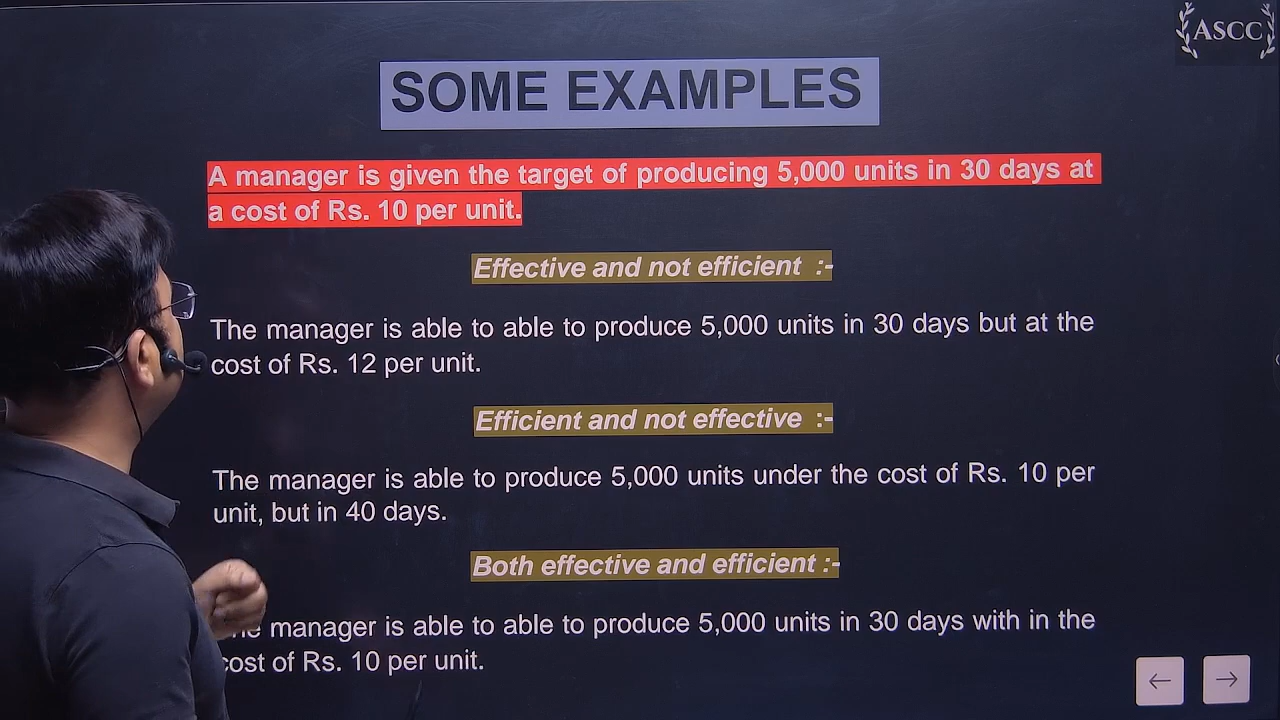 ASCC
SOME EXAMPLES
A manager is given the target of producing 5,000 units in 30 days at
a cost of Rs. 10 per unit.
Effective and not efficient :-
The manager is able to able to produce 5,000 units in 30 days but at the
cost of Rs. 12 per unit.
Efficient and not effective :-
The manager is able to produce 5,000 units under the cost of Rs. 10 per
unit, but in 40 days.
Both effective and efficient :-
manager is able to able to produce 5,000 units in 30 days with in the
cost of Rs. 10 per unit.